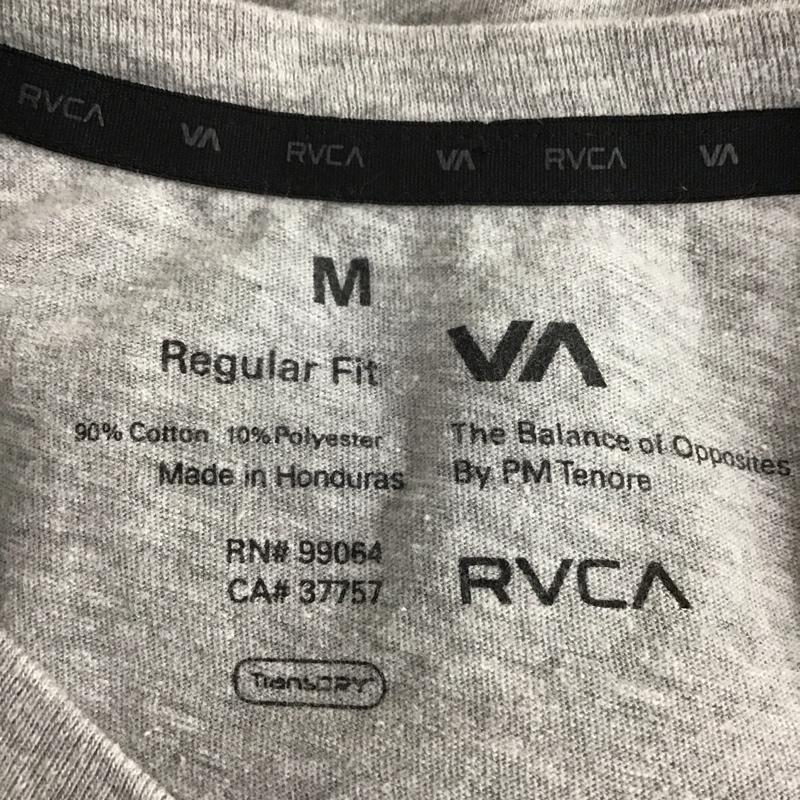 RVCA VA RVCA VA RVCA VA
M
Regular Fit
90% Cotton 10% Polyester
Made in Honduras
RN# 99064
CA# 37757
TransDRY
VA
The Balance of Opposites
By PM Tenore
RVCA